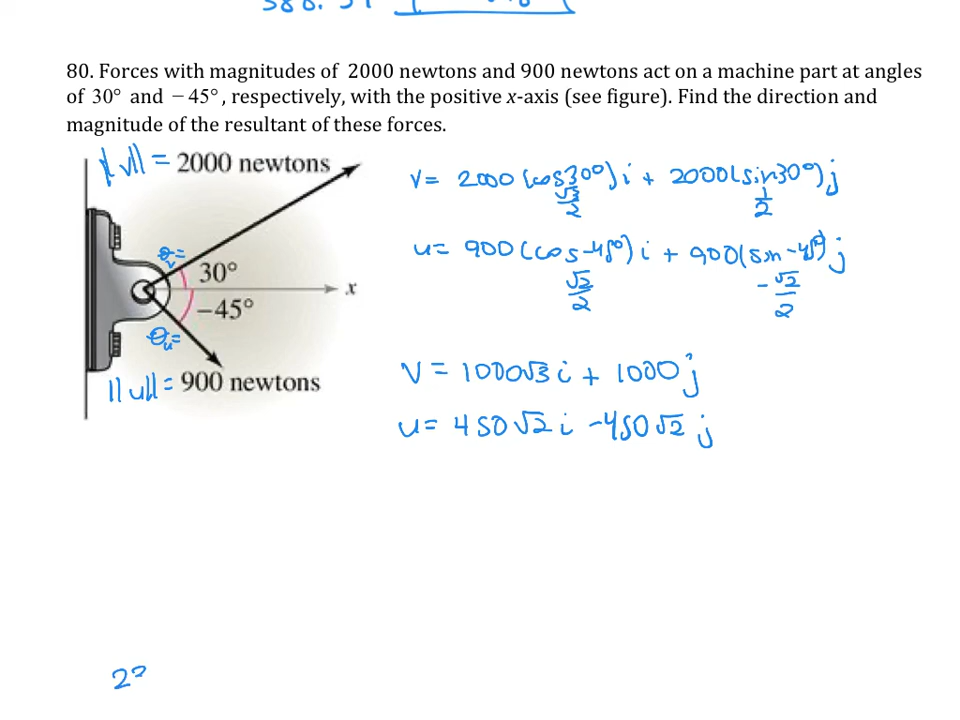 80. Forces with magnitudes of 2000 newtons and 900 newtons act on a machine part at angles
of 30° and −45°, respectively, with the positive x-axis (see figure). Find the direction and
magnitude of the resultant of these forces.
||v|| = 2000 newtons
v = 2000(cos30°)i + 2000(sin30°)j
√3/2 1/2
u = 900(cos-45°)i + 900(sin-45°)j
√2/2 -√2/2
θv=
30°
x
−45°
θu=
||u|| = 900 newtons
v = 1000√3 i + 1000 j
u = 450√2 i -450√2 j